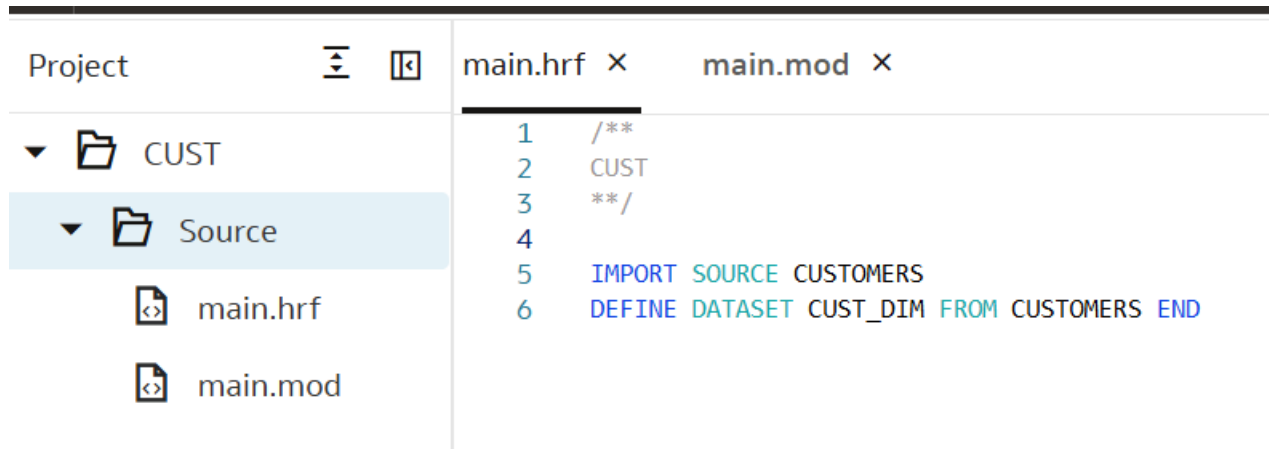 Project
CUST
Source
main.hrf
main.mod
main.hrf ×
main.mod ×
1 /**
2 CUST
3 **/
4
5 IMPORT SOURCE CUSTOMERS
6 DEFINE DATASET CUST_DIM FROM CUSTOMERS END